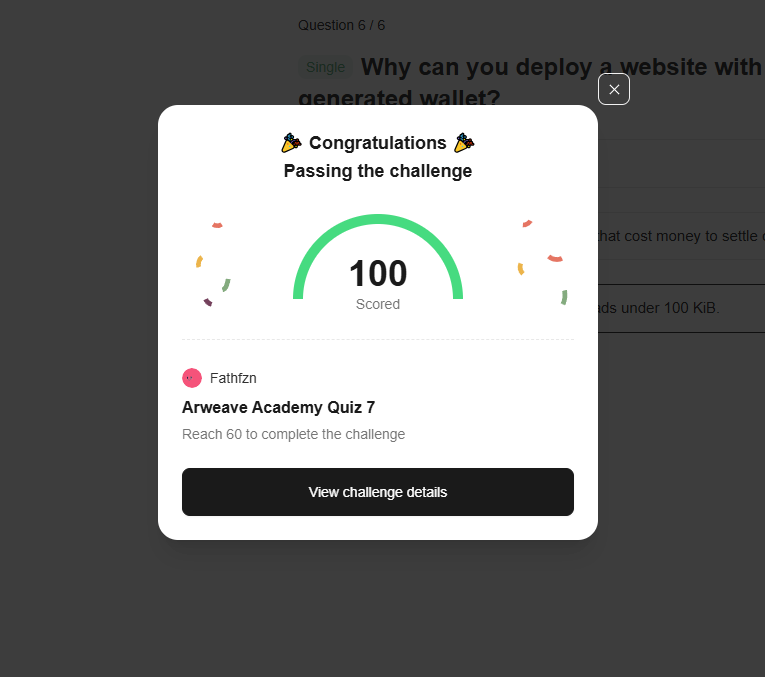 Question 6 / 6
Single Why can you deploy a website with
generated wallet?
Congratulations
Passing the challenge
that cost money to settle
100
Scored
ads under 100 KiB.
Fathfzn
Arweave Academy Quiz 7
Reach 60 to complete the challenge
View challenge details